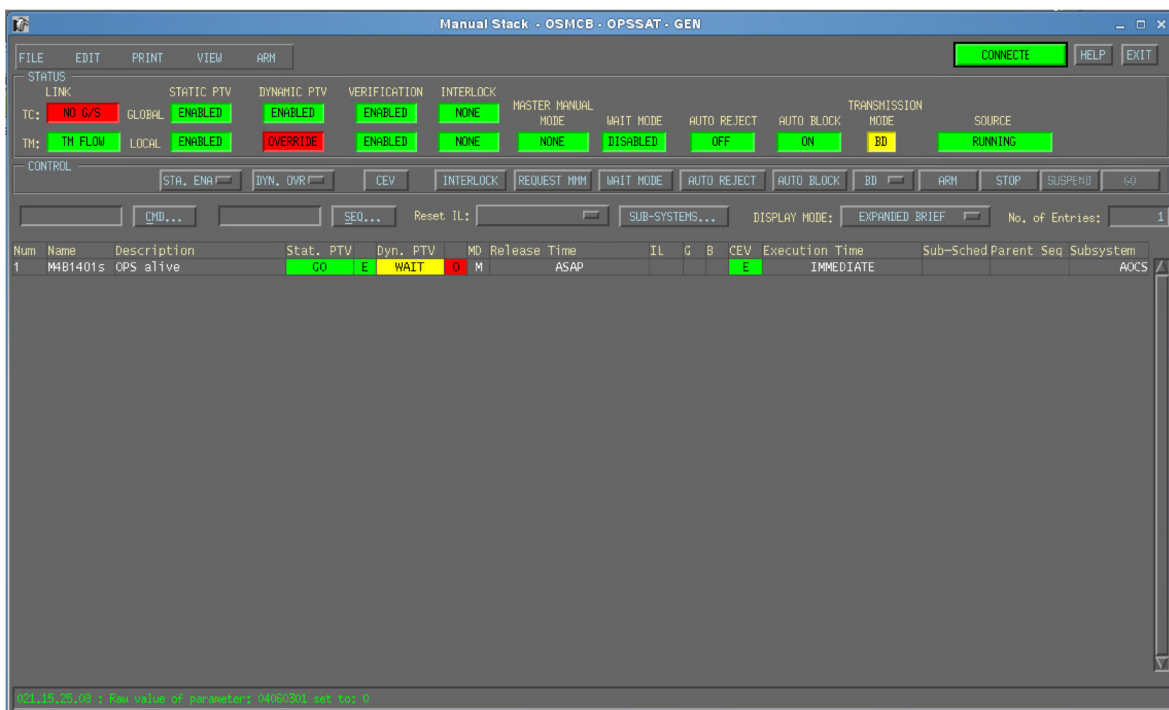 Manual Stack - OSMCB - OPSSAT - GEN
FILE EDIT PRINT VIEW ARM CONNECTE HELP EXIT
STATUS
LINK STATIC PTV DYNAMIC PTV VERIFICATION INTERLOCK
MASTER MANUAL MODE WAIT MODE AUTO REJECT AUTO BLOCK TRANSMISSION MODE SOURCE
TC: NO G/S GLOBAL ENABLED ENABLED ENABLED NONE
TM: TM FLOW LOCAL ENABLED OVERRIDE ENABLED NONE NONE DISABLED OFF ON BD RUNNING
CONTROL
STA. ENA DYN. OVR CEV INTERLOCK REQUEST MMM WAIT MODE AUTO REJECT AUTO BLOCK BD ARM STOP SUSPEND GO
CMD... SEQ... Reset IL: SUB-SYSTEMS... DISPLAY MODE: EXPANDED BRIEF No. of Entries: 1
Num Name Description Stat. PTV Dyn. PTV MD Release Time IL G B CEV Execution Time Sub-Sched Parent Seq Subsystem
1 M4B1401s OPS alive GO E WAIT O M ASAP E IMMEDIATE AOCS
021.15.25.08 : Raw value of parameter: 04060301 set to: 0